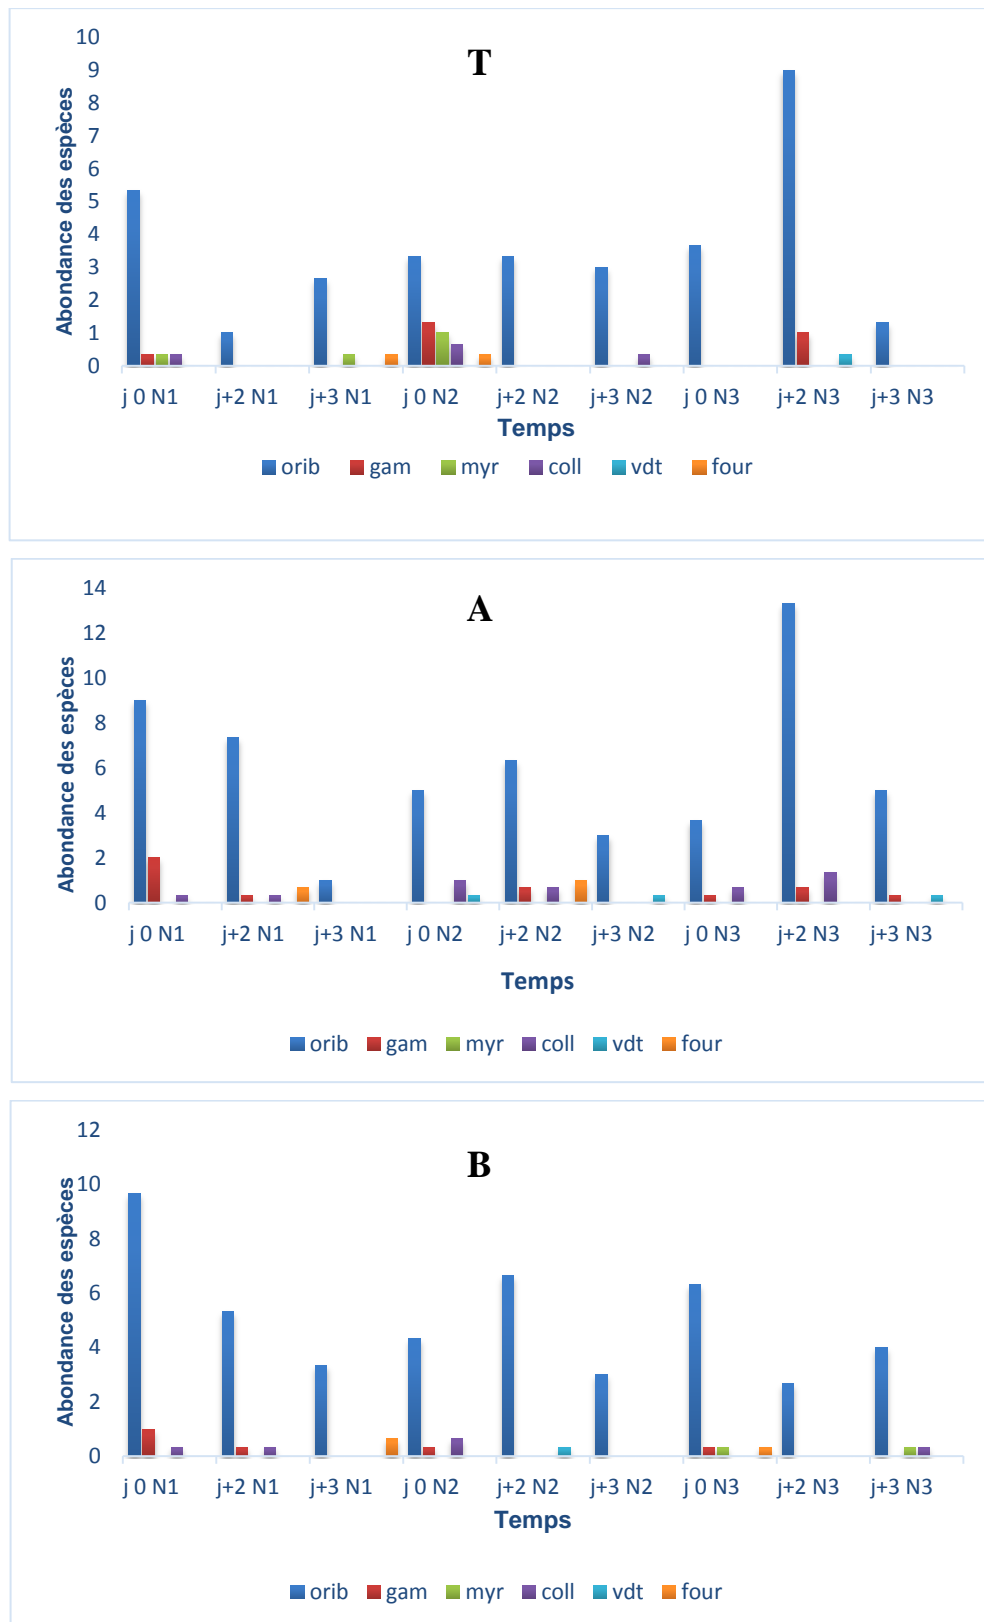 T
Abondance des espèces
10
9
8
7
6
5
4
3
2
1
0
j 0 N1 j+2 N1 j+3 N1 j 0 N2 j+2 N2 j+3 N2 j 0 N3 j+2 N3 j+3 N3
Temps
orib gam myr coll vdt four
A
Abondance des espèces
14
12
10
8
6
4
2
0
j 0 N1 j+2 N1 j+3 N1 j 0 N2 j+2 N2 j+3 N2 j 0 N3 j+2 N3 j+3 N3
Temps
orib gam myr coll vdt four
B
Abondance des espèces
12
10
8
6
4
2
0
j 0 N1 j+2 N1 j+3 N1 j 0 N2 j+2 N2 j+3 N2 j 0 N3 j+2 N3 j+3 N3
Temps
orib gam myr coll vdt four